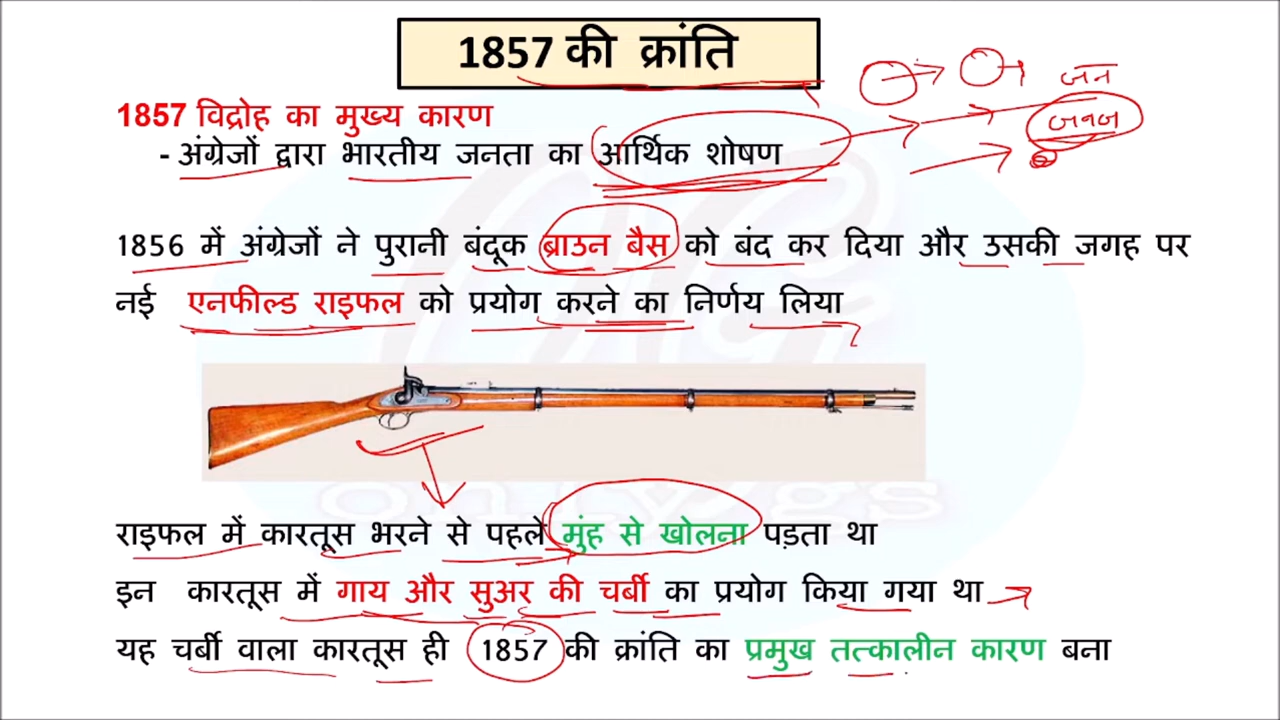 1857 की क्रांति
जन
1857 विद्रोह का मुख्य कारण
- अंग्रेजों द्वारा भारतीय जनता का आर्थिक शोषण
1856 में अंग्रेजों ने पुरानी बंदूक ब्राउन बैस को बंद कर दिया और उसकी जगह पर
नई एनफील्ड राइफल को प्रयोग करने का निर्णय लिया
राइफल में कारतूस भरने से पहले मुंह से खोलना पड़ता था
इन कारतूस में गाय और सुअर की चर्बी का प्रयोग किया गया था
यह चर्बी वाला कारतूस ही 1857 की क्रांति का प्रमुख तत्कालीन कारण बना